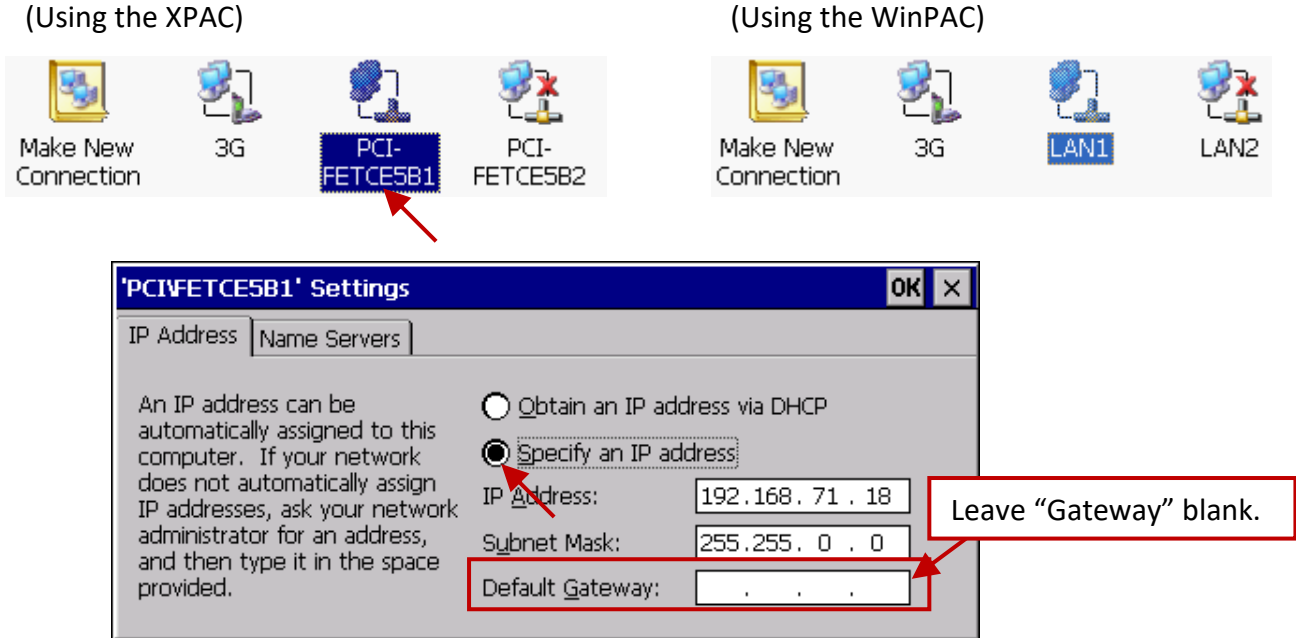 (Using the XPAC)
(Using the WinPAC)
Make New
Connection
3G
PCI-
FETCE5B1
PCI-
FETCE5B2
Make New
Connection
3G
LAN1
LAN2
'PCI\FETCE5B1' Settings
OK
IP Address
Name Servers
An IP address can be
automatically assigned to this
computer. If your network
does not automatically assign
IP addresses, ask your network
administrator for an address,
and then type it in the space
provided.
Obtain an IP address via DHCP
Specify an IP address
IP Address:
192.168. 71 . 18
Subnet Mask:
255.255. 0 . 0
Default Gateway:
. . .
Leave “Gateway” blank.